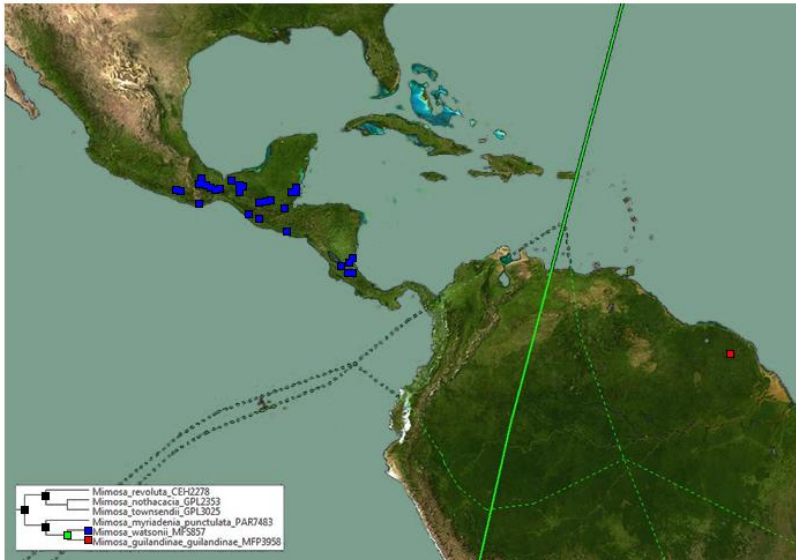 Mimosa_revoluta_CEH2278
Mimosa_nothacacia_GPL2353
Mimosa_townsendii_GPL3025
Mimosa_myriadenia_punctulata_PAR7483
Mimosa_watsonii_MFS857
Mimosa_guilandinae_guilandinae_MFP3958